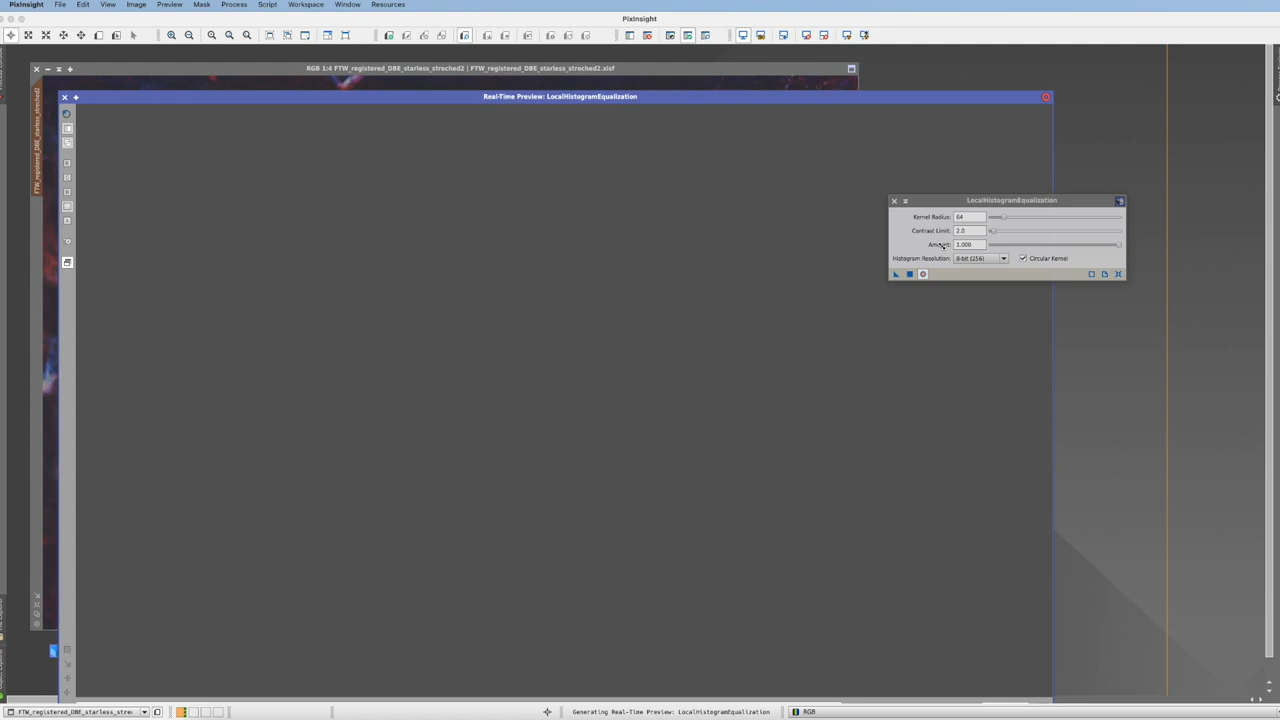 PixInsight File Edit View Image Preview Mask Process Script Workspace Window Resources
PixInsight
RGB 1:4 FTW_registered_DBE_starless_streched2 | FTW_registered_DBE_starless_streched2.xisf
FTW_registered_DBE_starless_streched2
Real-Time Preview: LocalHistogramEqualization
LocalHistogramEqualization
Kernel Radius: 64
Contrast Limit: 2.0
Amount: 1.000
Histogram Resolution: 8-bit (256) Circular Kernel
FTW_registered_DBE_starless_stre Generating Real-Time Preview: LocalHistogramEqualization RGB